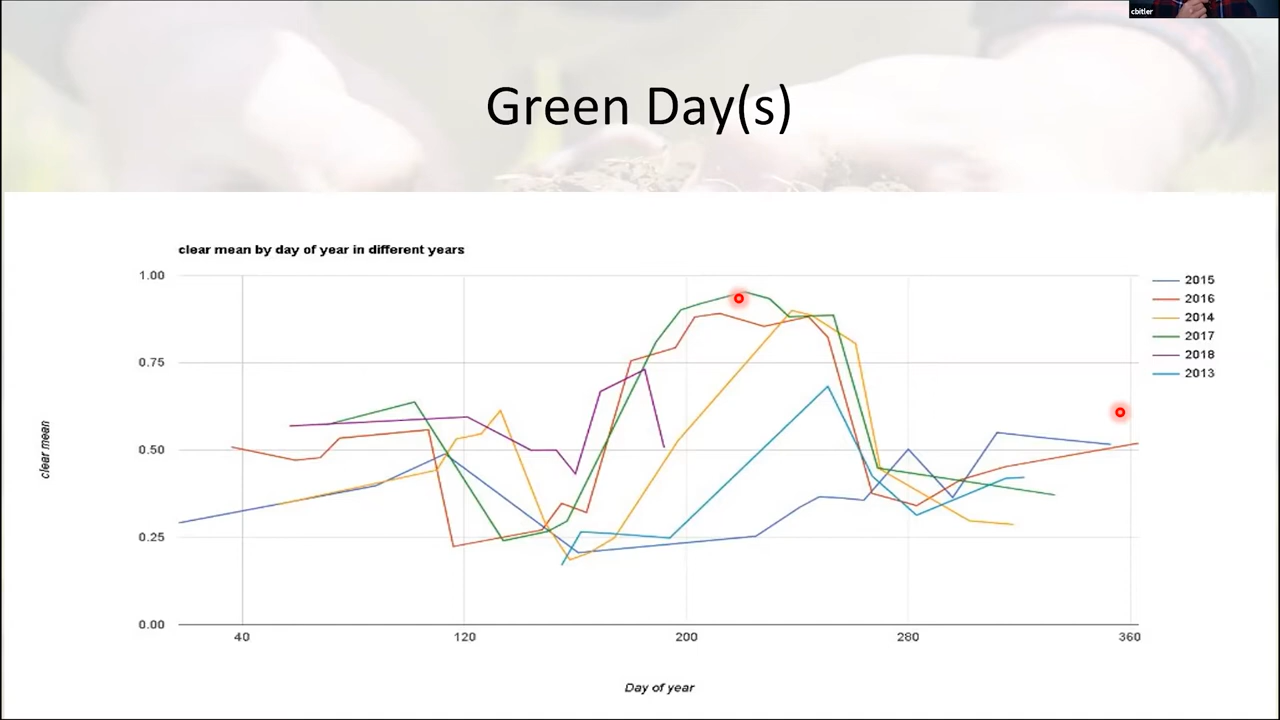 cbitler
Green Day(s)
clear mean by day of year in different years
1.00
0.75
0.50
0.25
0.00
clear mean
40 120 200 280 360
Day of year
2015
2016
2014
2017
2018
2013